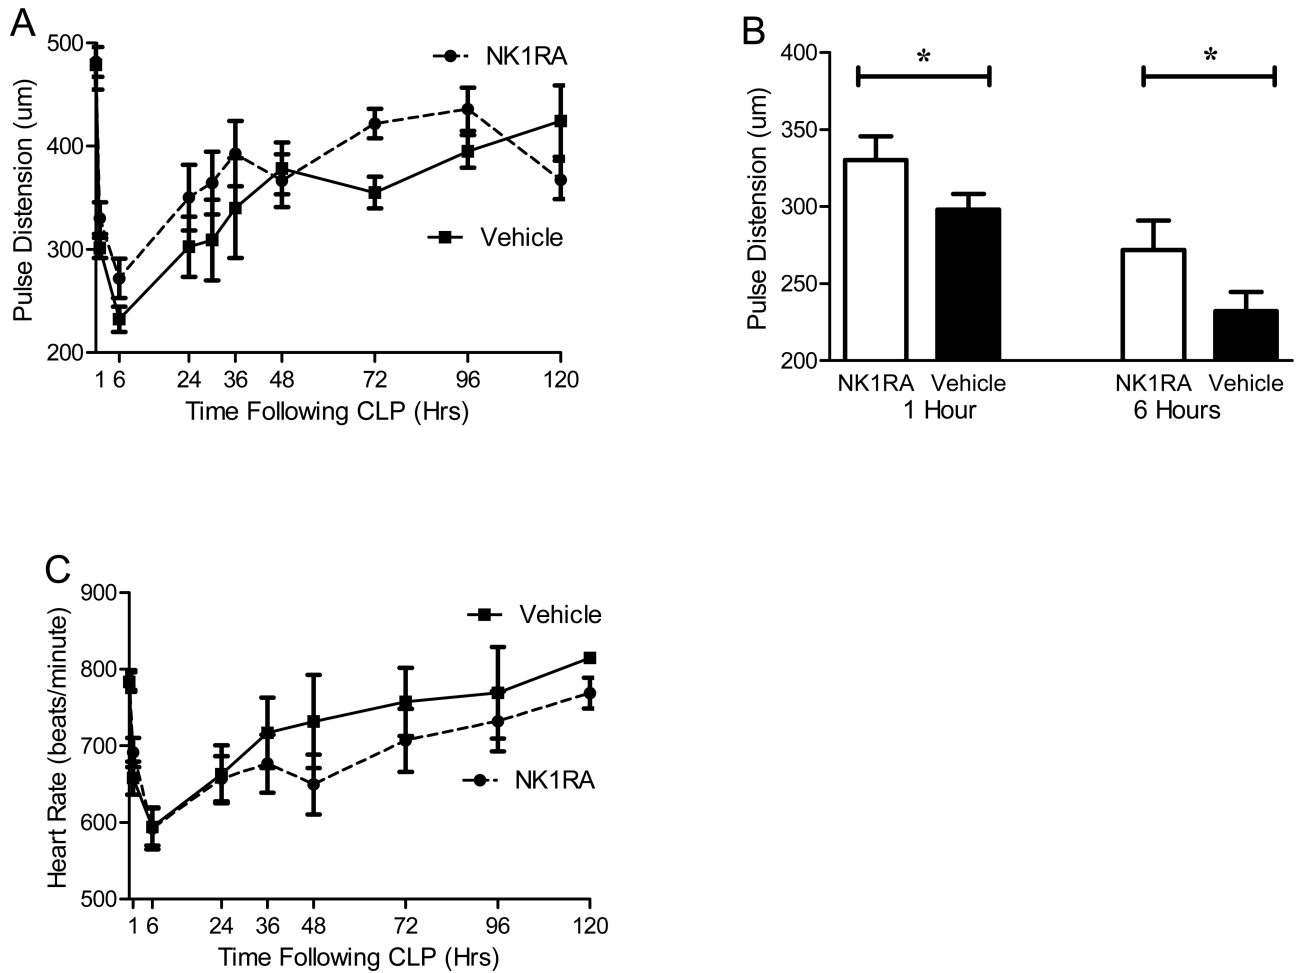 A
Pulse Distension (um)
500
400
300
200
NK1RA
Vehicle
1 6 24 36 48 72 96 120
Time Following CLP (Hrs)
B
Pulse Distension (um)
400
350
300
250
200
* *
NK1RA Vehicle NK1RA Vehicle
1 Hour 6 Hours
C
Heart Rate (beats/minute)
900
800
700
600
500
Vehicle
NK1RA
1 6 24 36 48 72 96 120
Time Following CLP (Hrs)